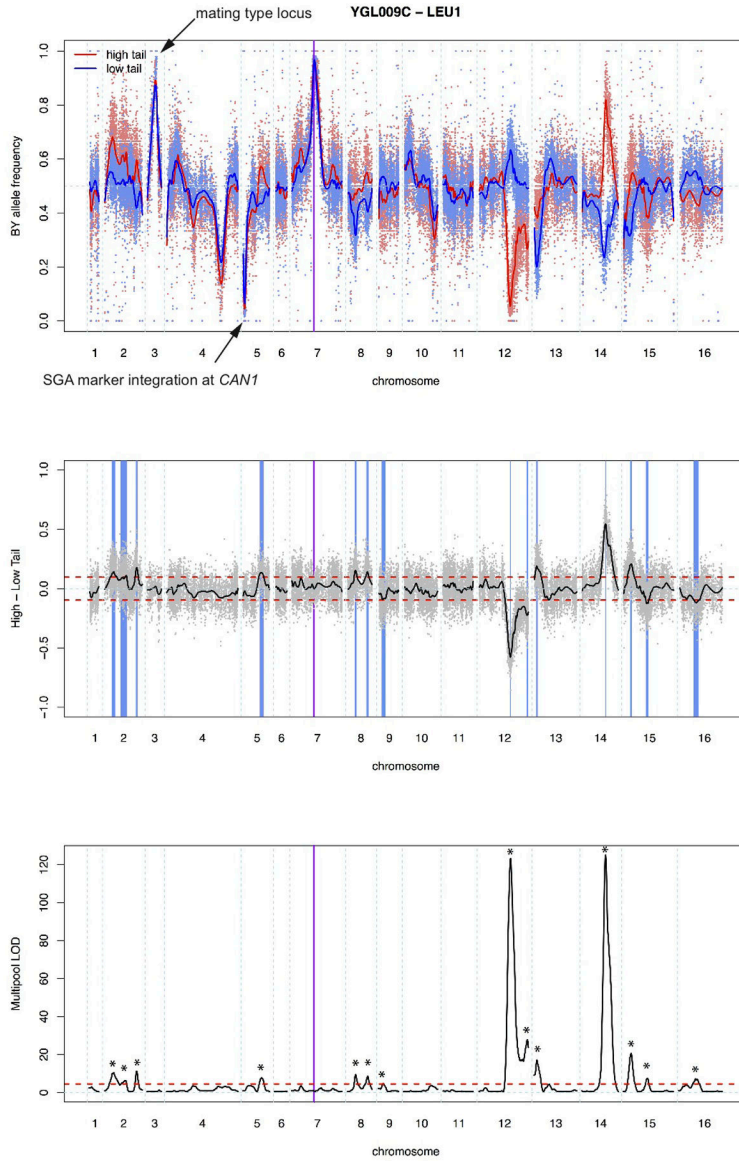 mating type locus
YGL009C − LEU1
high tail
low tail
BY allele frequency
1.0
0.8
0.6
0.4
0.2
0.0
1 2 3 4 5 6 7 8 9 10 11 12 13 14 15 16
SGA marker integration at CAN1
chromosome
High − Low Tail
1.0
0.5
0.0
−0.5
−1.0
1 2 3 4 5 6 7 8 9 10 11 12 13 14 15 16
chromosome
Multipool LOD
120
100
80
60
40
20
0
* * * * * * * * * * * * * *
1 2 3 4 5 6 7 8 9 10 11 12 13 14 15 16
chromosome